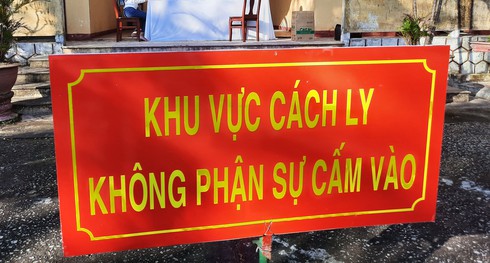 KHU VỰC CÁCH LY
KHÔNG PHẬN SỰ CẤM VÀO